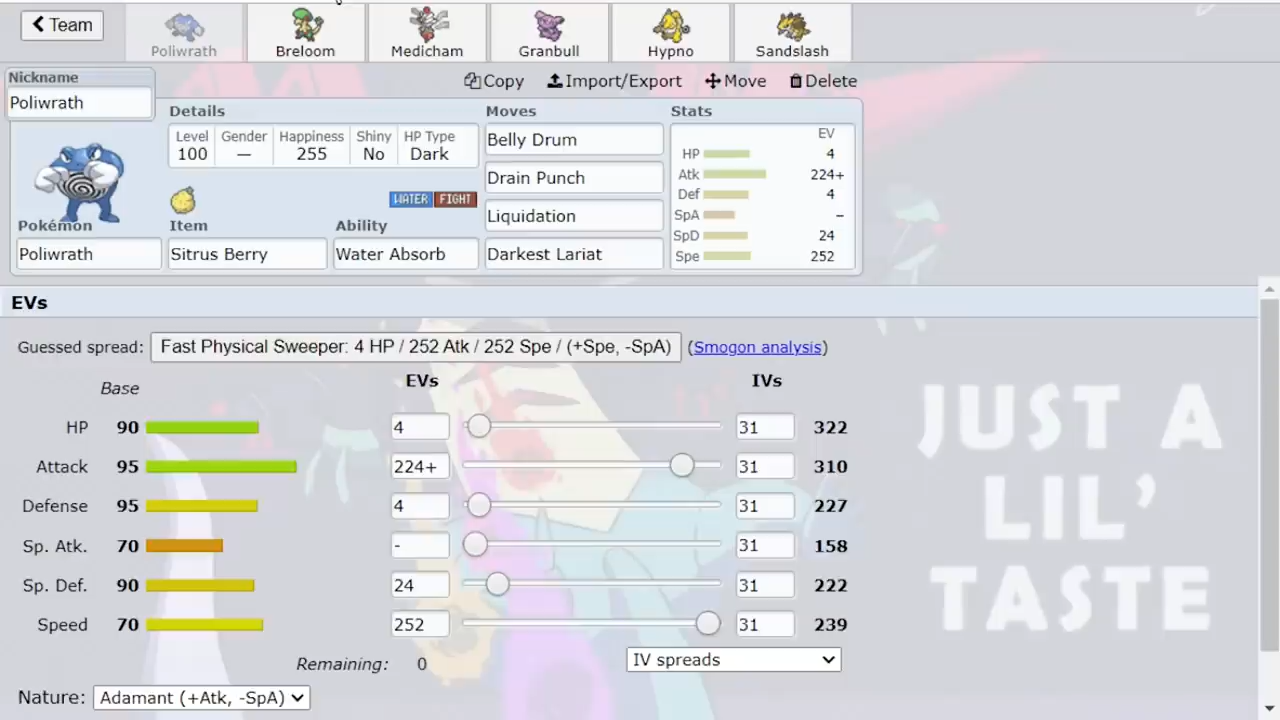 Team
Poliwrath
Breloom
Medicham
Granbull
Hypno
Sandslash
Nickname
Poliwrath
Copy
Import/Export
Move
Delete
Details
Level
100
Gender
—
Happiness
255
Shiny
No
HP Type
Dark
WATER FIGHT
Pokémon
Poliwrath
Item
Sitrus Berry
Ability
Water Absorb
Moves
Belly Drum
Drain Punch
Liquidation
Darkest Lariat
Stats
EV
HP 4
Atk 224+
Def 4
SpA –
SpD 24
Spe 252
EVs
Guessed spread: Fast Physical Sweeper: 4 HP / 252 Atk / 252 Spe / (+Spe, -SpA) (Smogon analysis)
Base EVs IVs
HP 90 4 31 322
Attack 95 224+ 31 310
Defense 95 4 31 227
Sp. Atk. 70 - 31 158
Sp. Def. 90 24 31 222
Speed 70 252 31 239
Remaining: 0
IV spreads
Nature: Adamant (+Atk, -SpA)
JUST A
LIL'
TASTE